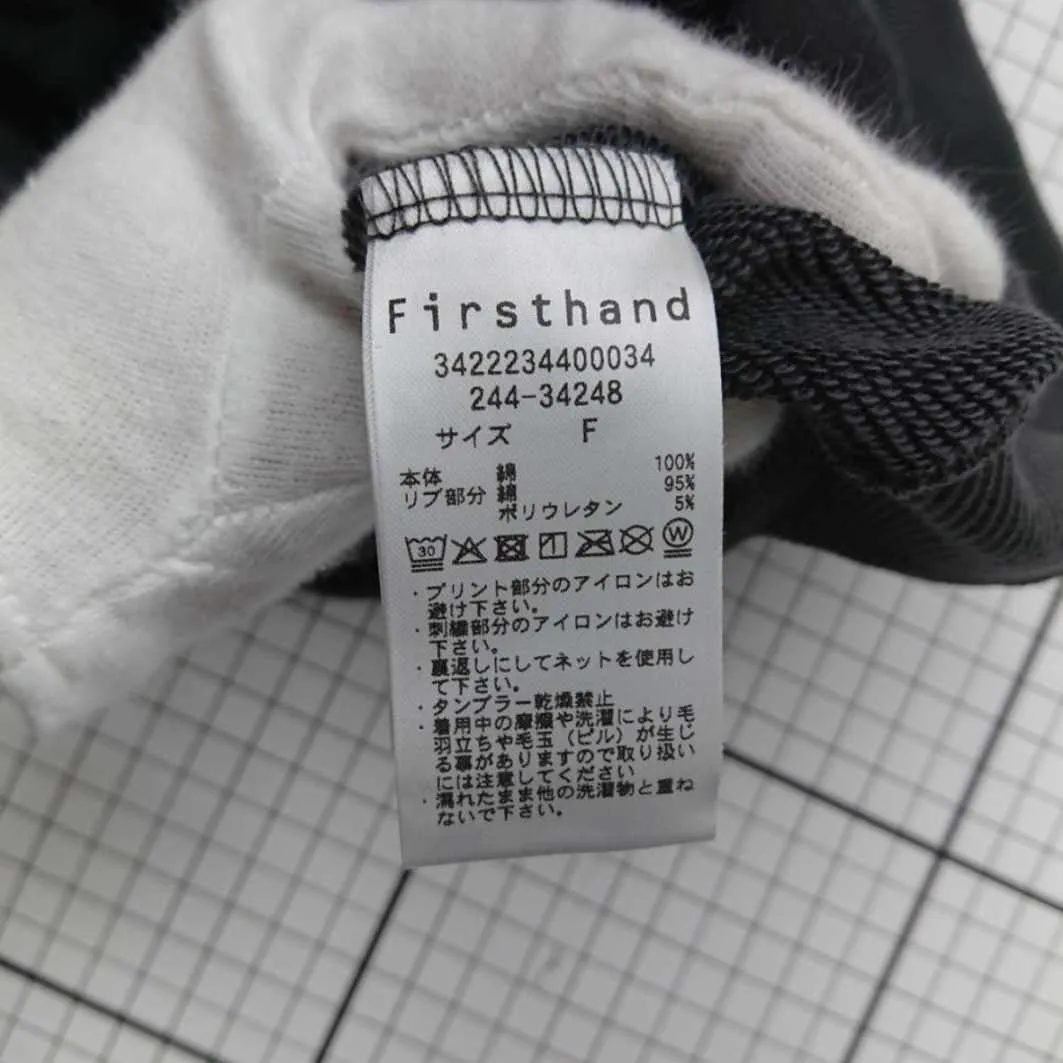 Firsthand
3422234400034
244-34248
サイズ F
本体 綿 100%
リブ部分 綿 95%
ポリウレタン 5%
30 W
・プリント部分のアイロンはお
避け下さい。
・刺繍部分のアイロンはお避け
下さい。
・裏返しにしてネットを使用し
て下さい。
・タンブラー乾燥禁止
・着用中の摩擦や洗濯により毛
羽立ちや毛玉（ピル）が生じ
る事がありますので取り扱い
には注意してください
・濡れたまま他の洗濯物と重ね
ないで下さい。